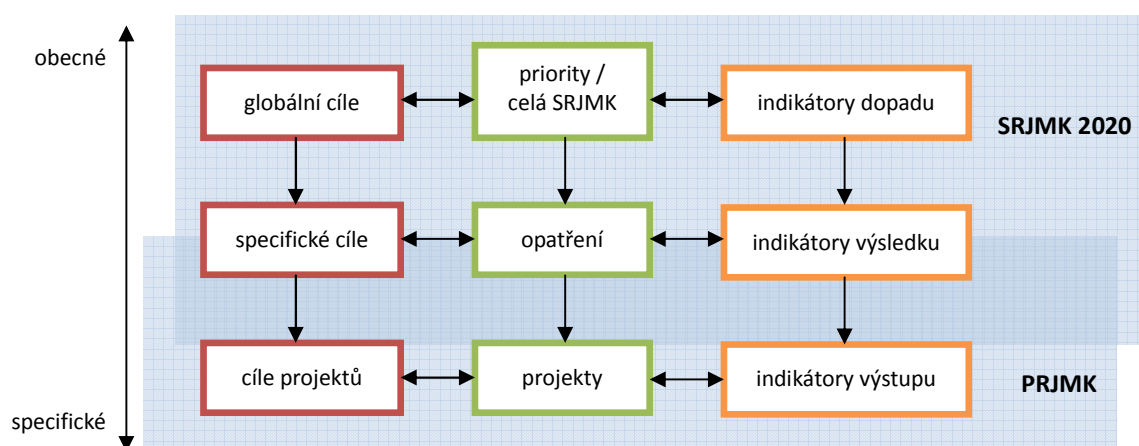 obecné
priority /
celá SRJMK
globální cíle
indikátory dopadu
SRJMK 2020
specifické cíle
opatření
indikátory výsledku
cíle projektů
projekty
indikátory výstupu
PRJMK
specifické